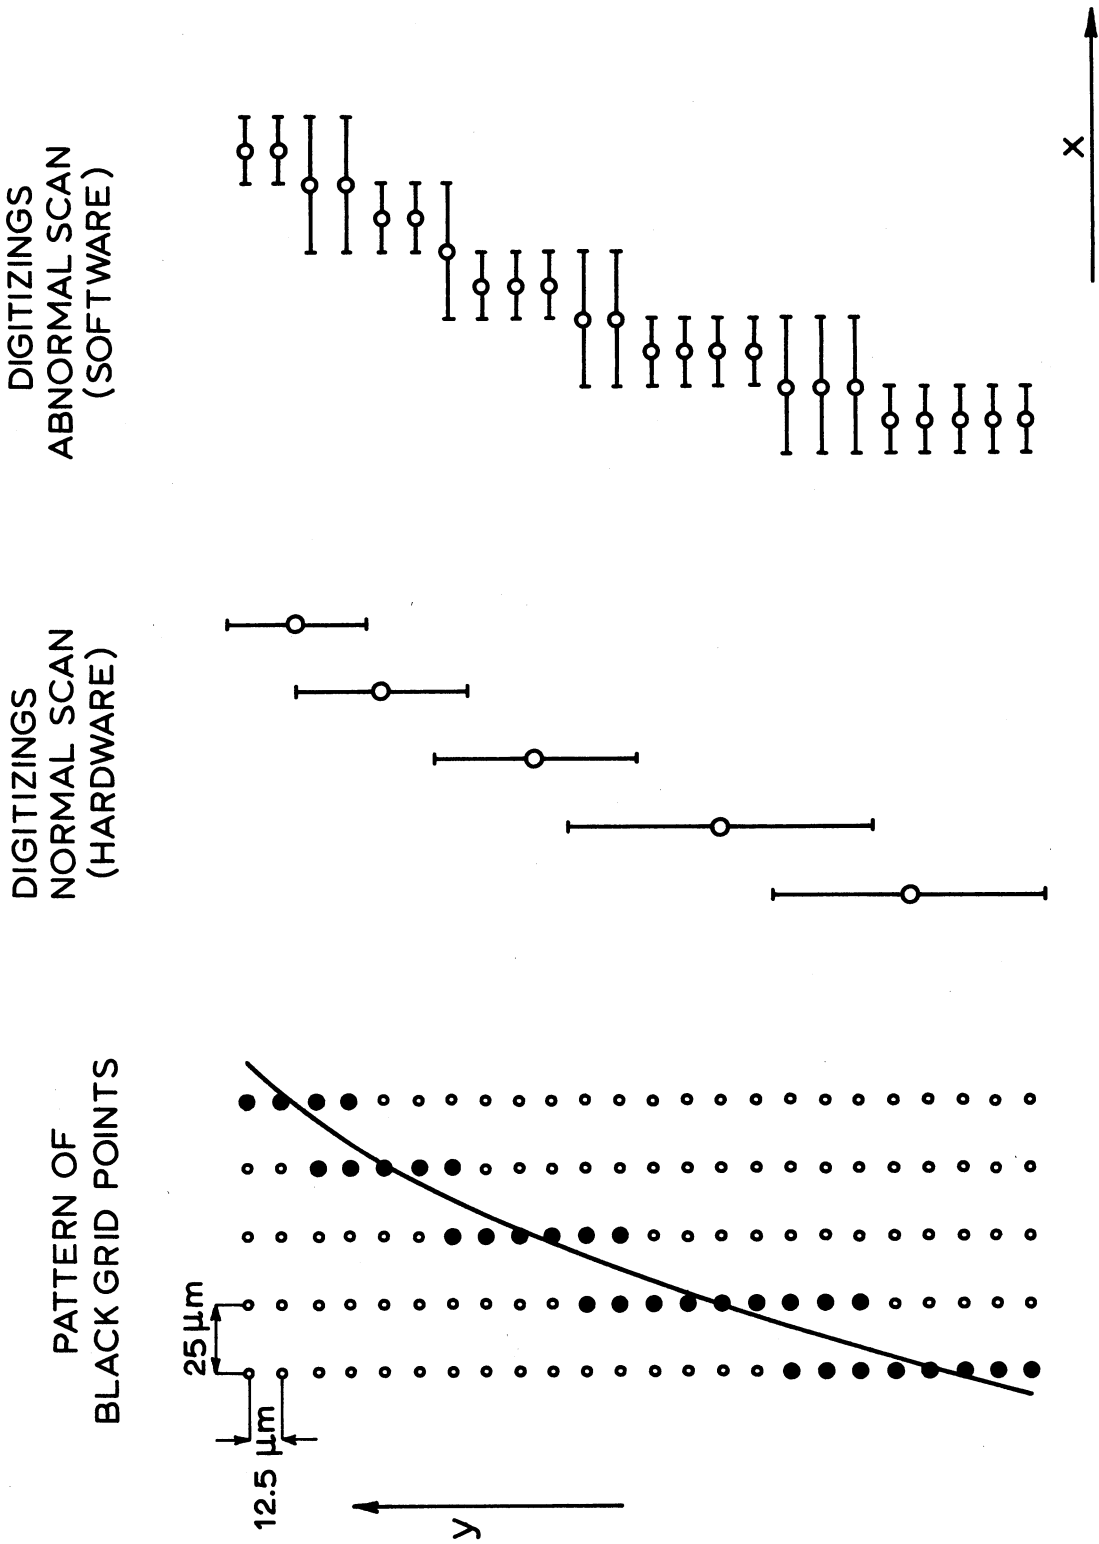 PATTERN OF
BLACK GRID POINTS
25 μm
12.5 μm
y
DIGITIZINGS
NORMAL SCAN
(HARDWARE)
DIGITIZINGS
ABNORMAL SCAN
(SOFTWARE)
x